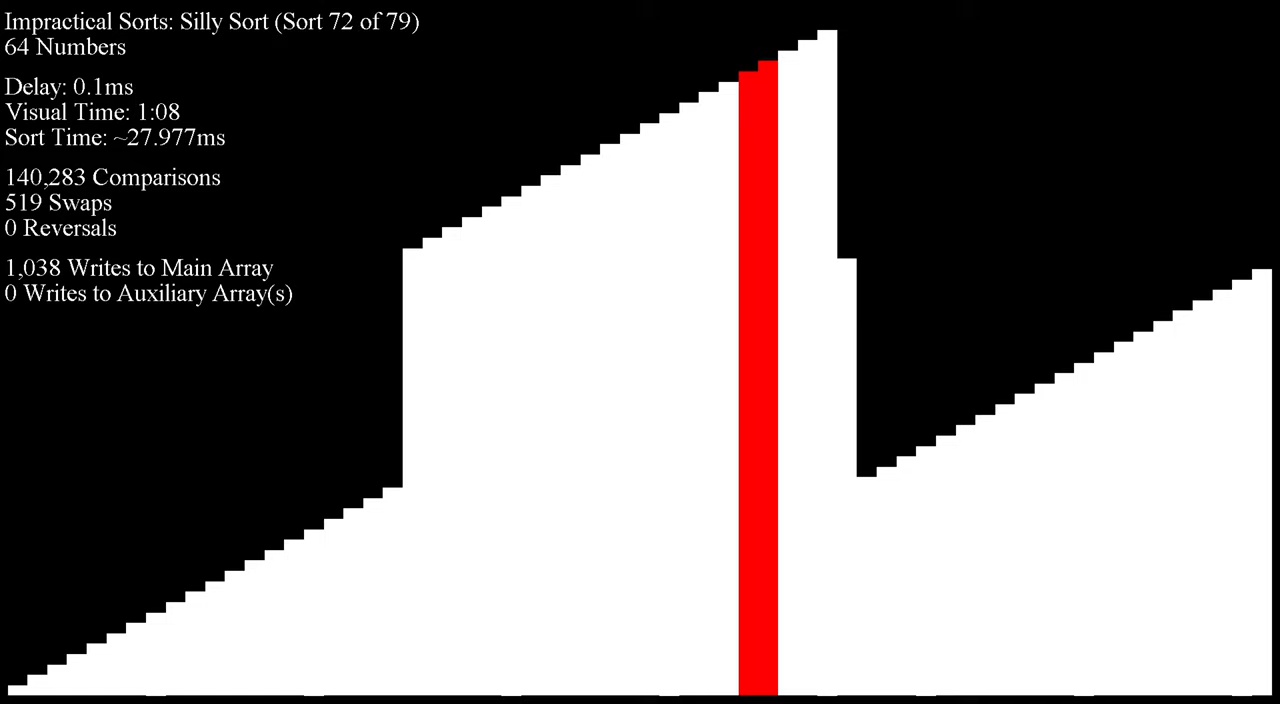 Impractical Sorts: Silly Sort (Sort 72 of 79)
64 Numbers
Delay: 0.1ms
Visual Time: 1:08
Sort Time: ~27.977ms
140,283 Comparisons
519 Swaps
0 Reversals
1,038 Writes to Main Array
0 Writes to Auxiliary Array(s)